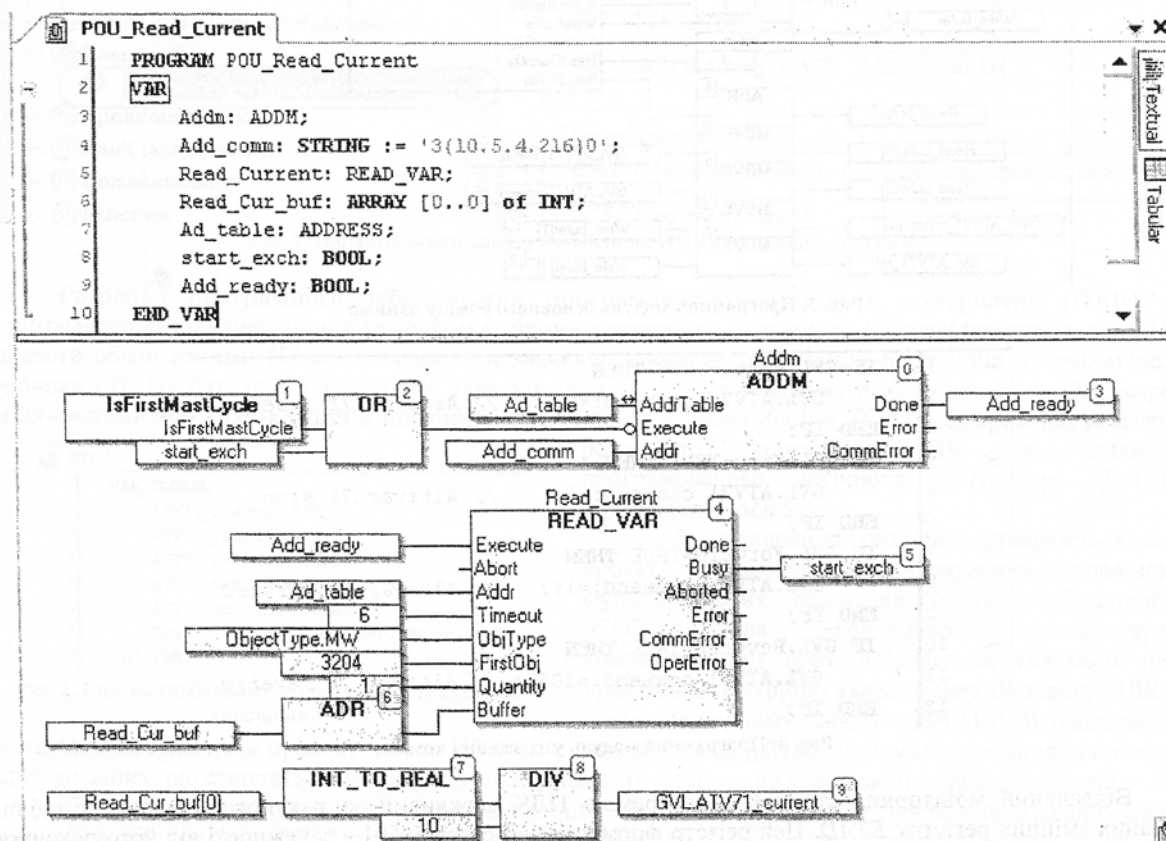 POU_Read_Current
1 PROGRAM POU_Read_Current
2 VAR
3 Addm: ADDM;
4 Add_comm: STRING := '3{10.5.4.216}0';
5 Read_Current: READ_VAR;
6 Read_Cur_buf: ARRAY [0..0] of INT;
7 Ad_table: ADDRESS;
8 start_exch: BOOL;
9 Add_ready: BOOL;
10 END_VAR
Textual
Tabular
Addm
IsFirstMastCycle 1
IsFirstMastCycle
start_exch
OR 2
Ad_table
Add_comm
ADDM 0
AddrTable Done
Execute Error
Addr CommError
Add_ready 3
Read_Current
READ_VAR 4
Add_ready
Execute Done
Abort Busy
start_exch 5
Ad_table
Addr Aborted
6
Timeout Error
ObjectType.MW
ObjType CommError
3204
FirstObj OperError
Quantity
ADR 6
Buffer
Read_Cur_buf
INT_TO_REAL 7
DIV 8
Read_Cur_buf[0]
GVL.ATV71_current 9
10